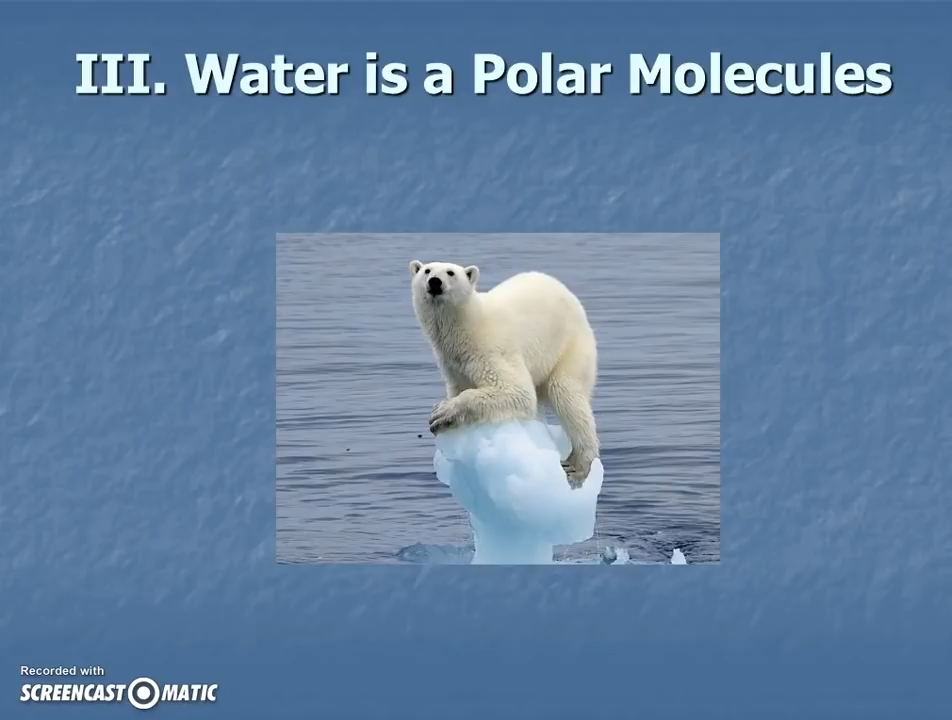 III. Water is a Polar Molecules
Recorded with
SCREENCAST MATIC